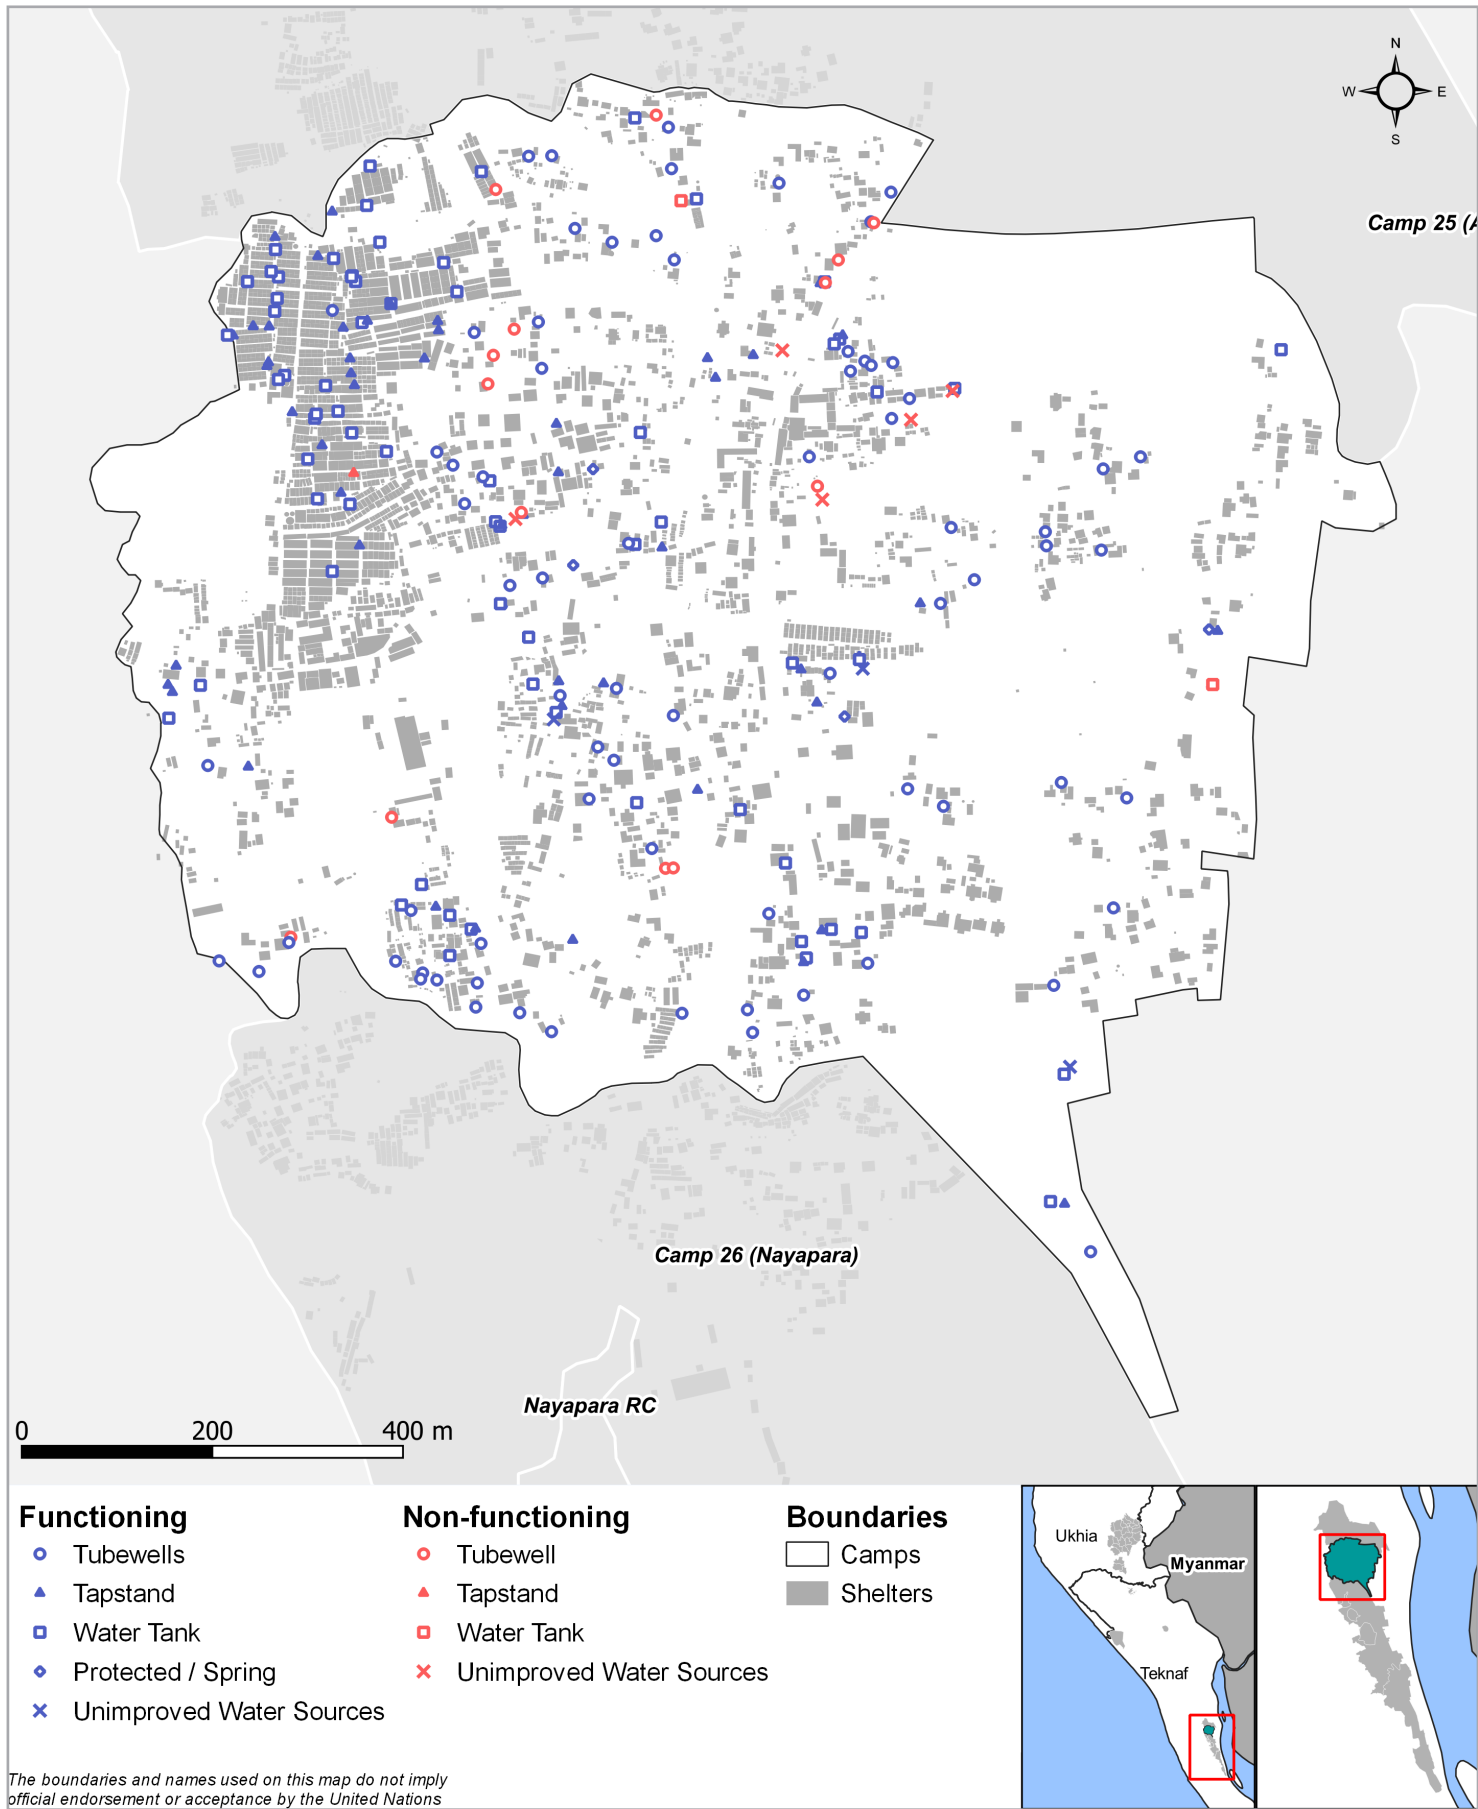 N
W E
S
Camp 25 (A
Camp 26 (Nayapara)
Nayapara RC
0 200 400 m
Functioning
Tubewells
Tapstand
Water Tank
Protected / Spring
Unimproved Water Sources
Non-functioning
Tubewell
Tapstand
Water Tank
Unimproved Water Sources
Boundaries
Camps
Shelters
Ukhia
Myanmar
Teknaf
The boundaries and names used on this map do not imply
official endorsement or acceptance by the United Nations